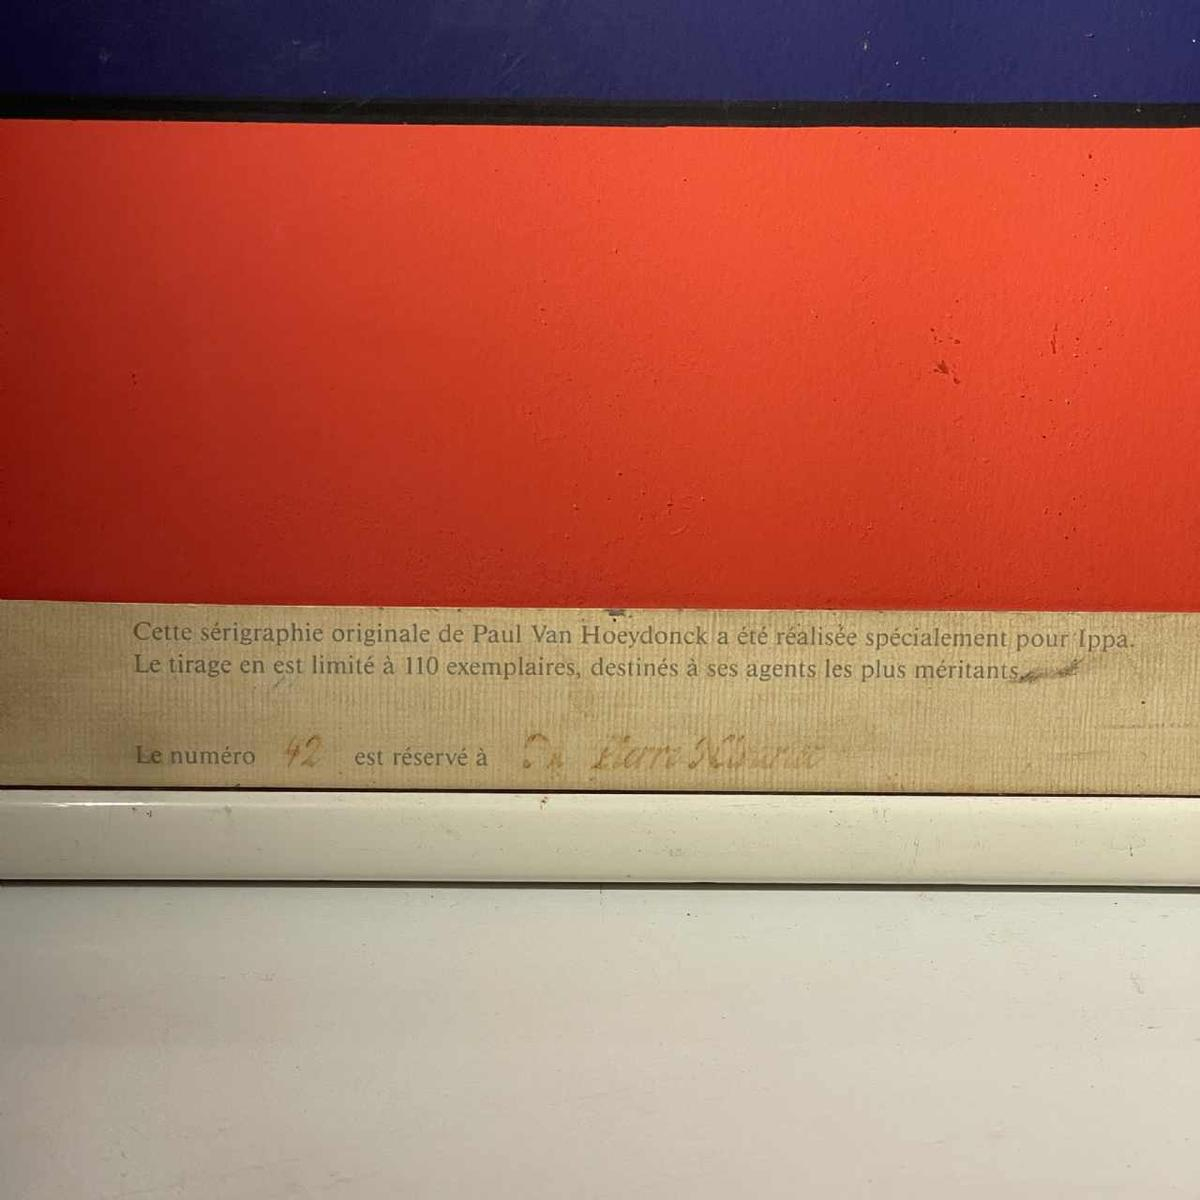 Cette sérigraphie originale de Paul Van Hoeydonck a été réalisée spécialement pour Ippa.
Le tirage en est limité à 110 exemplaires, destinés à ses agents les plus méritants.
Le numéro 42 est réservé à